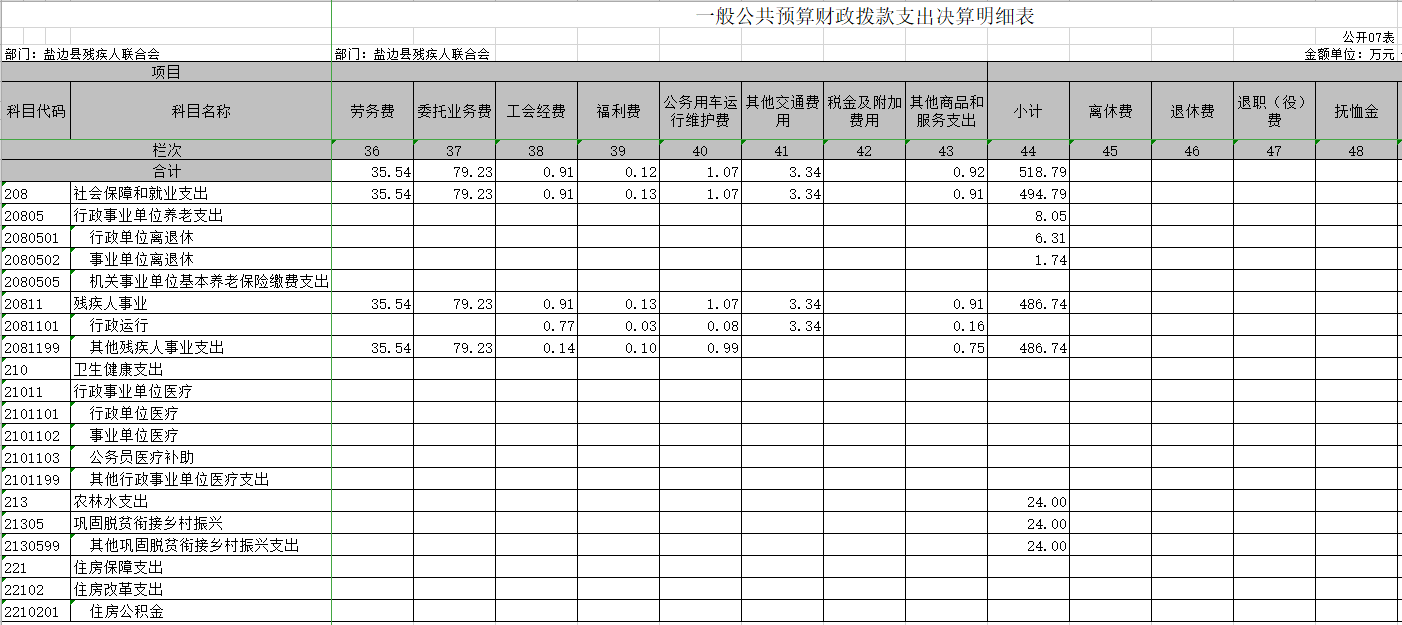 一般公共预算财政拨款支出决算明细表
公开07表
部门：盐边县残疾人联合会 部门：盐边县残疾人联合会 金额单位：万元
项目
科目代码 科目名称 劳务费 委托业务费 工会经费 福利费 公务用车运行维护费 其他交通费用 税金及附加费用 其他商品和服务支出 小计 离休费 退休费 退职（役）费 抚恤金
栏次 36 37 38 39 40 41 42 43 44 45 46 47 48
合计 35.54 79.23 0.91 0.12 1.07 3.34 0.92 518.79
208 社会保障和就业支出 35.54 79.23 0.91 0.13 1.07 3.34 0.91 494.79
20805 行政事业单位养老支出 8.05
2080501 行政单位离退休 6.31
2080502 事业单位离退休 1.74
2080505 机关事业单位基本养老保险缴费支出
20811 残疾人事业 35.54 79.23 0.91 0.13 1.07 3.34 0.91 486.74
2081101 行政运行 0.77 0.03 0.08 3.34 0.16
2081199 其他残疾人事业支出 35.54 79.23 0.14 0.10 0.99 0.75 486.74
210 卫生健康支出
21011 行政事业单位医疗
2101101 行政单位医疗
2101102 事业单位医疗
2101103 公务员医疗补助
2101199 其他行政事业单位医疗支出
213 农林水支出 24.00
21305 巩固脱贫衔接乡村振兴 24.00
2130599 其他巩固脱贫衔接乡村振兴支出 24.00
221 住房保障支出
22102 住房改革支出
2210201 住房公积金